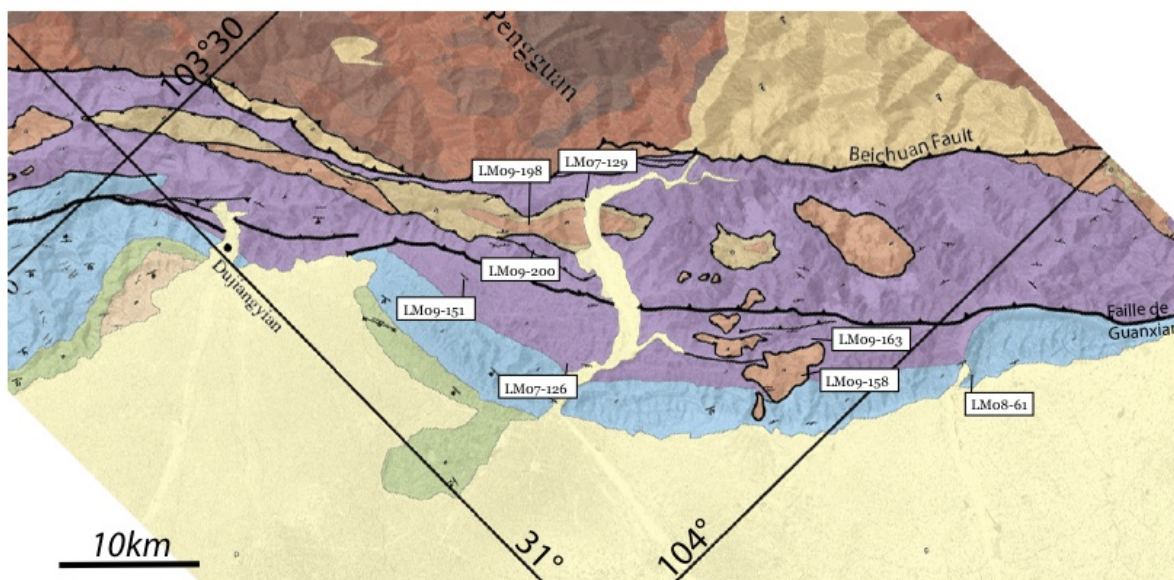 Pengguan
103°30
LM09-198
LM07-129
Beichuan Fault
LM09-200
Dujiangyian
LM09-151
Faille de
Guanxian
LM09-163
LM07-126
LM09-158
LM08-61
10km
31°
104°